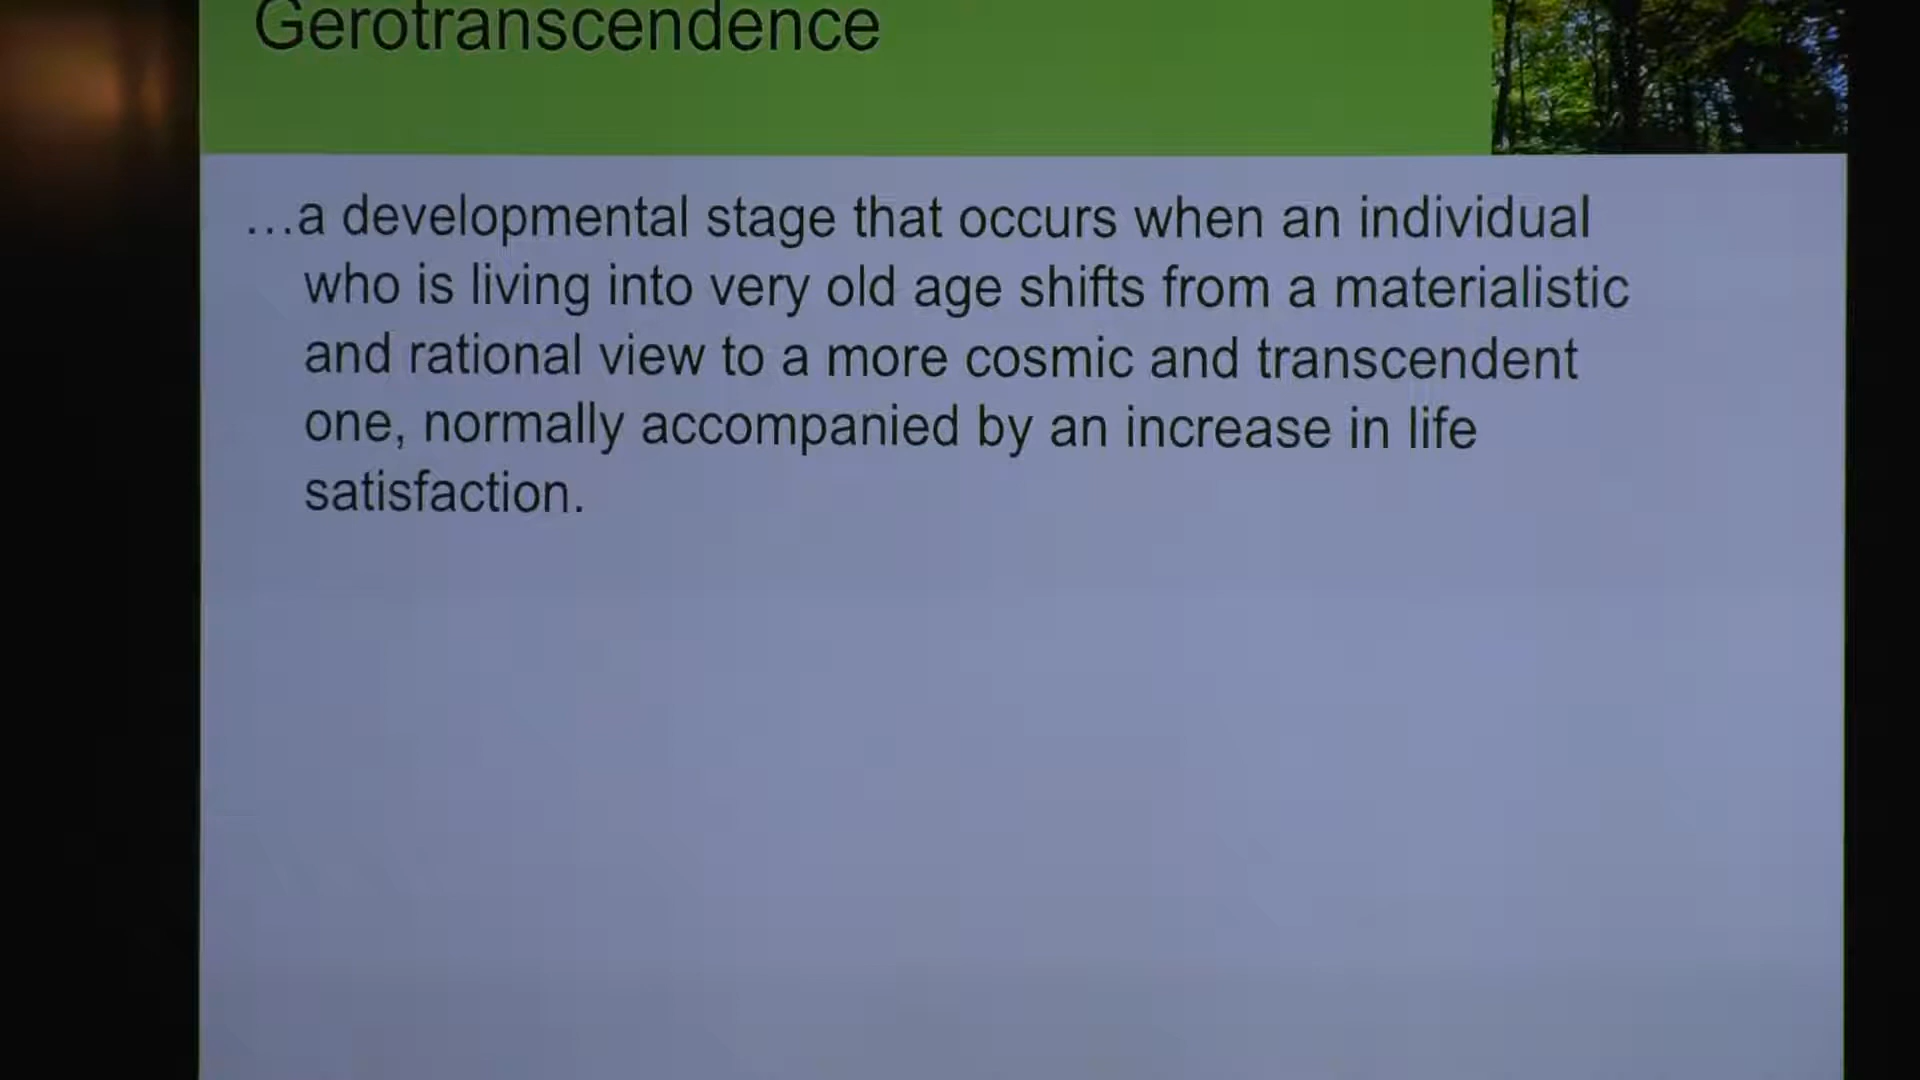 Gerotranscendence
…a developmental stage that occurs when an individual
who is living into very old age shifts from a materialistic
and rational view to a more cosmic and transcendent
one, normally accompanied by an increase in life
satisfaction.